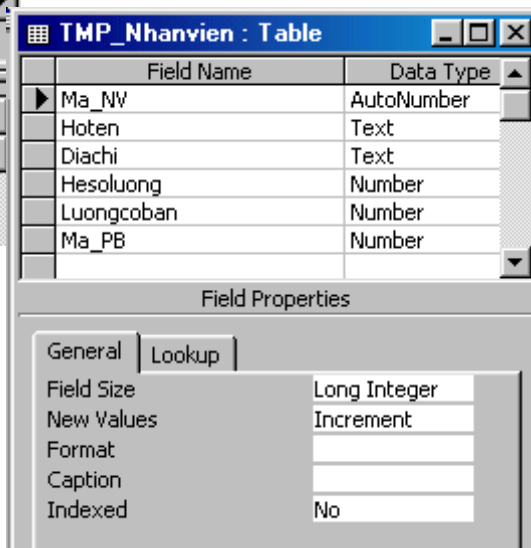 TMP_Nhanvien : Table
Field Name Data Type
Ma_NV AutoNumber
Hoten Text
Diachi Text
Hesoluong Number
Luongcoban Number
Ma_PB Number
Field Properties
General Lookup
Field Size Long Integer
New Values Increment
Format
Caption
Indexed No